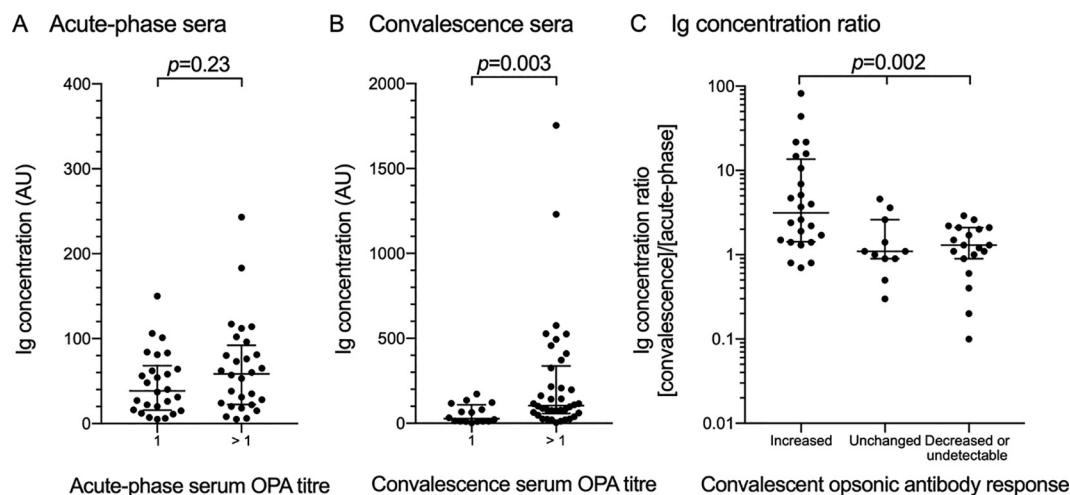 A Acute-phase sera
p=0.23
400
300
200
100
0
Ig concentration (AU)
1
> 1
Acute-phase serum OPA titre
B Convalescence sera
p=0.003
2000
1500
1000
500
0
Ig concentration (AU)
1
> 1
Convalescence serum OPA titre
C Ig concentration ratio
p=0.002
100
10
1
0.1
0.01
Ig concentration ratio
[convalescence]/[acute-phase]
Increased
Unchanged
Decreased or
undetectable
Convalescent opsonic antibody response